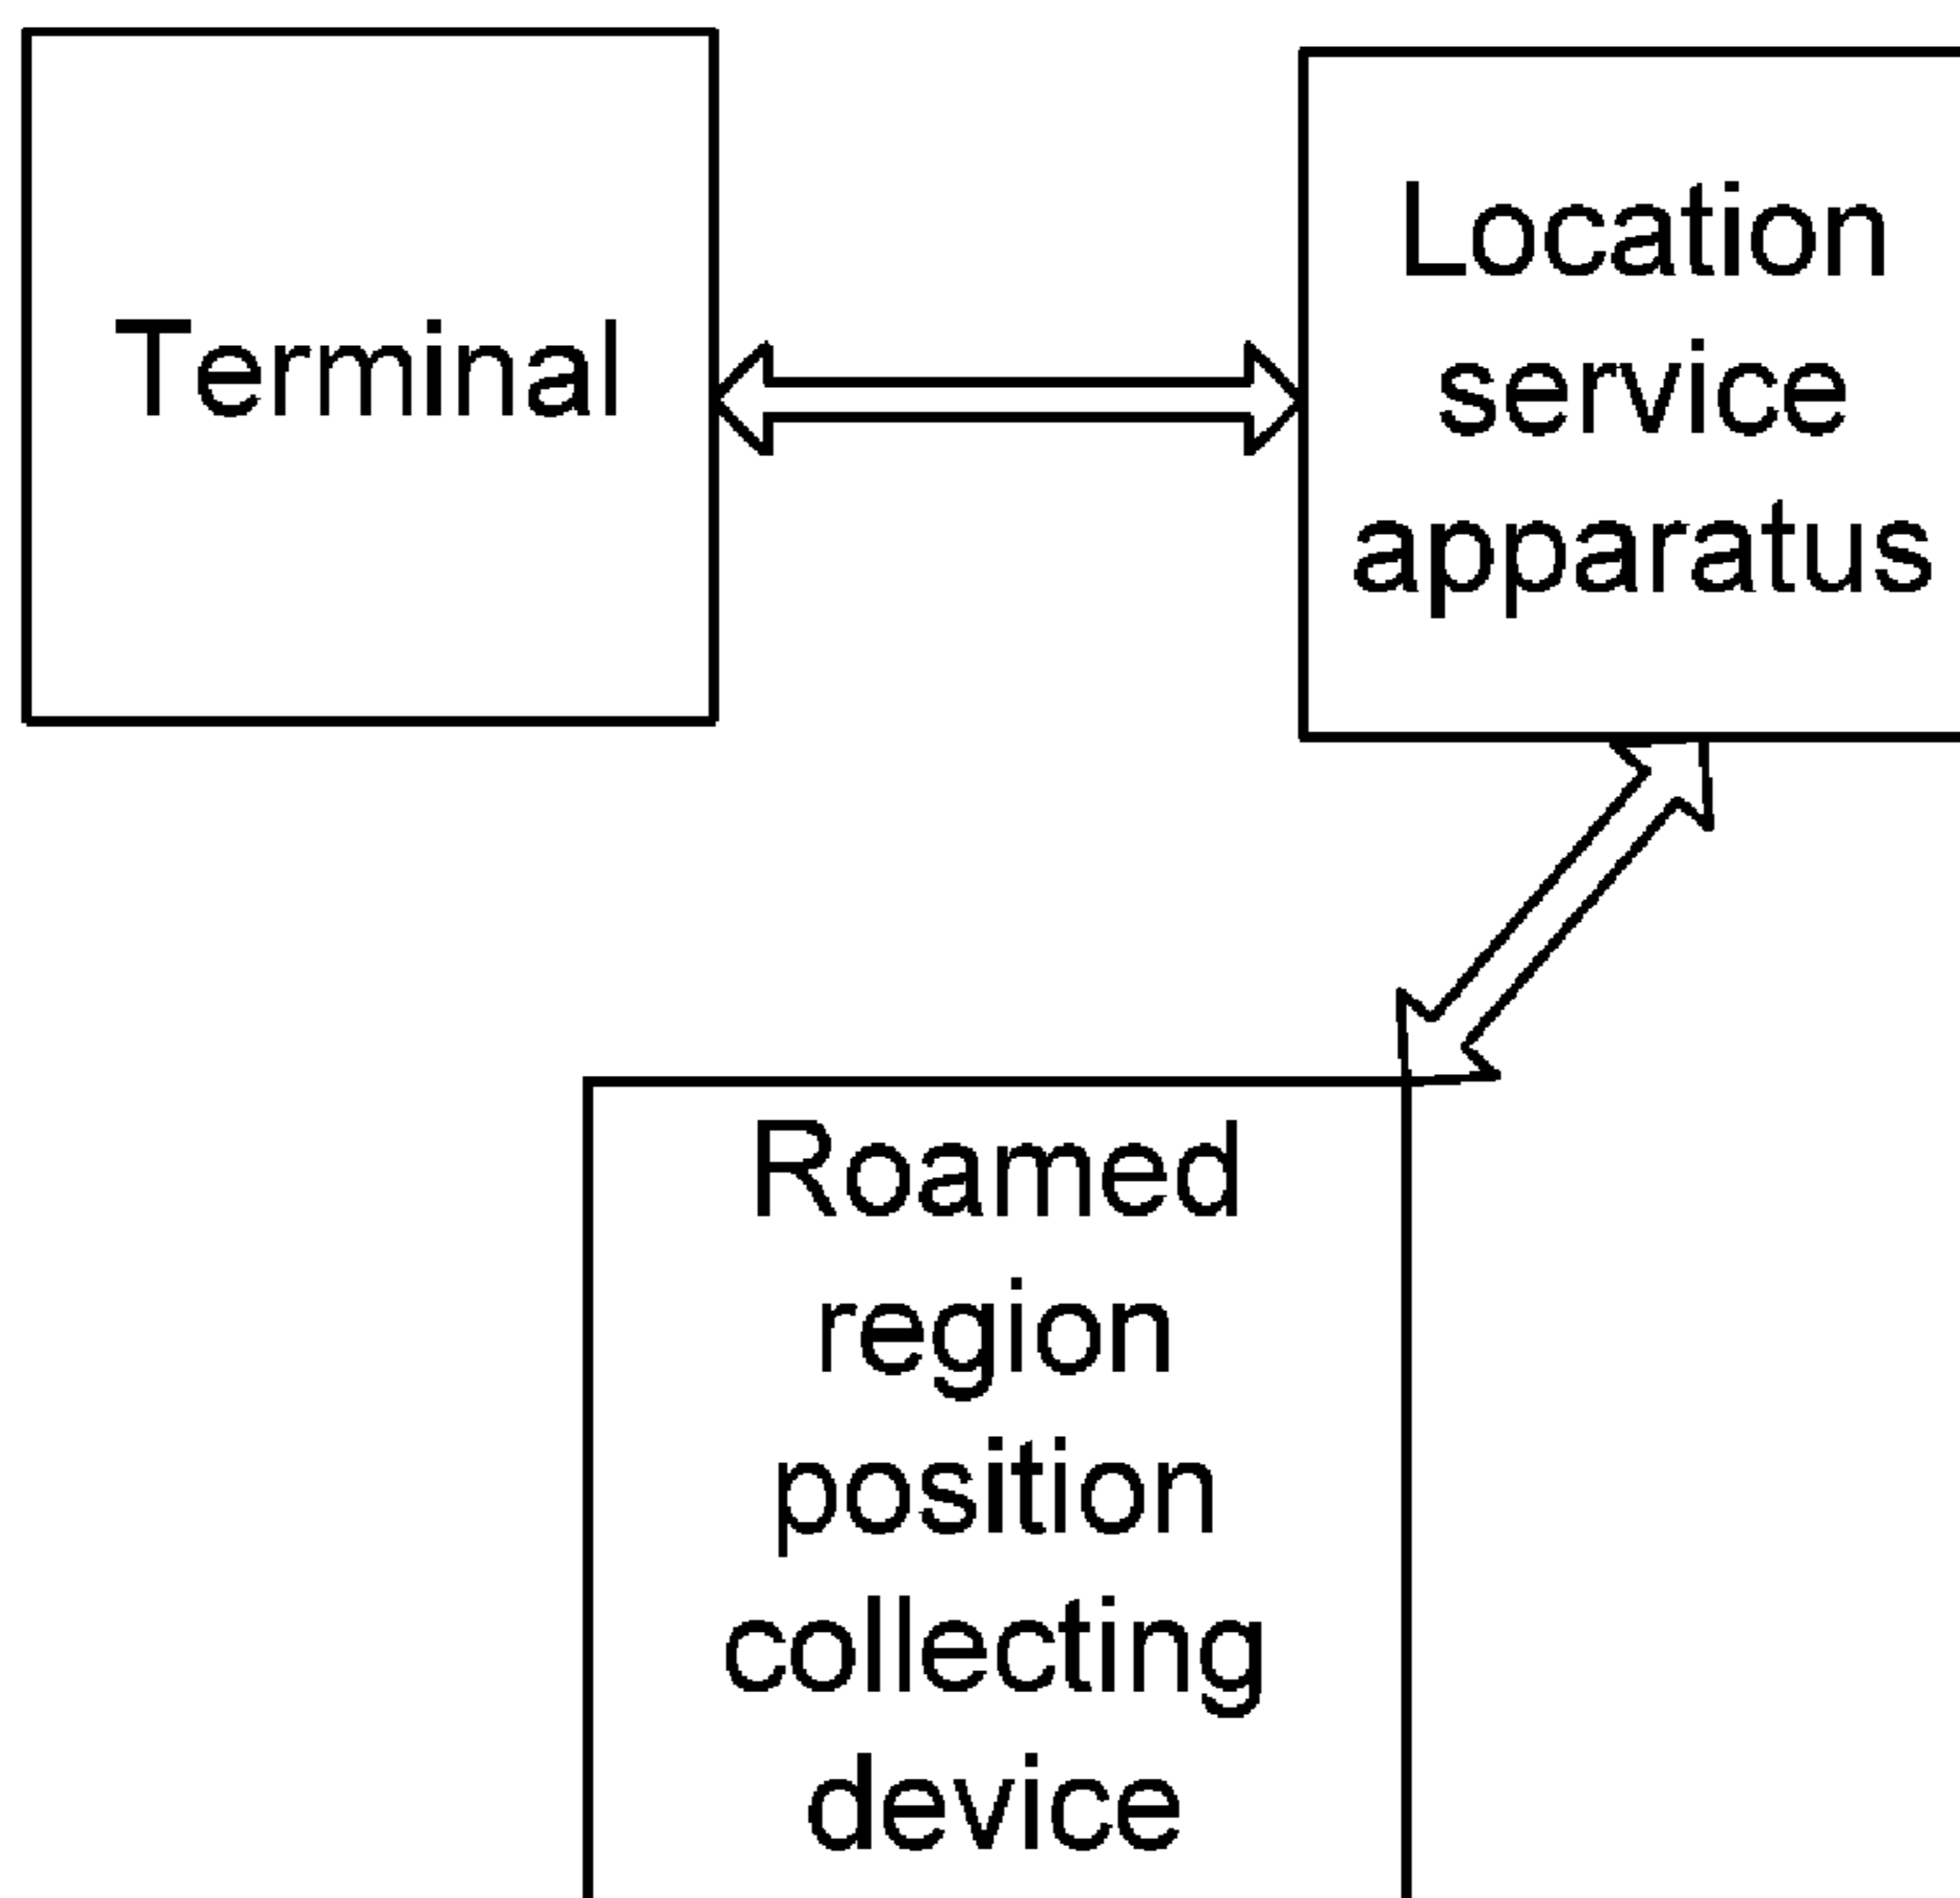 Terminal
Location
service
apparatus
Roamed
region
position
collecting
device